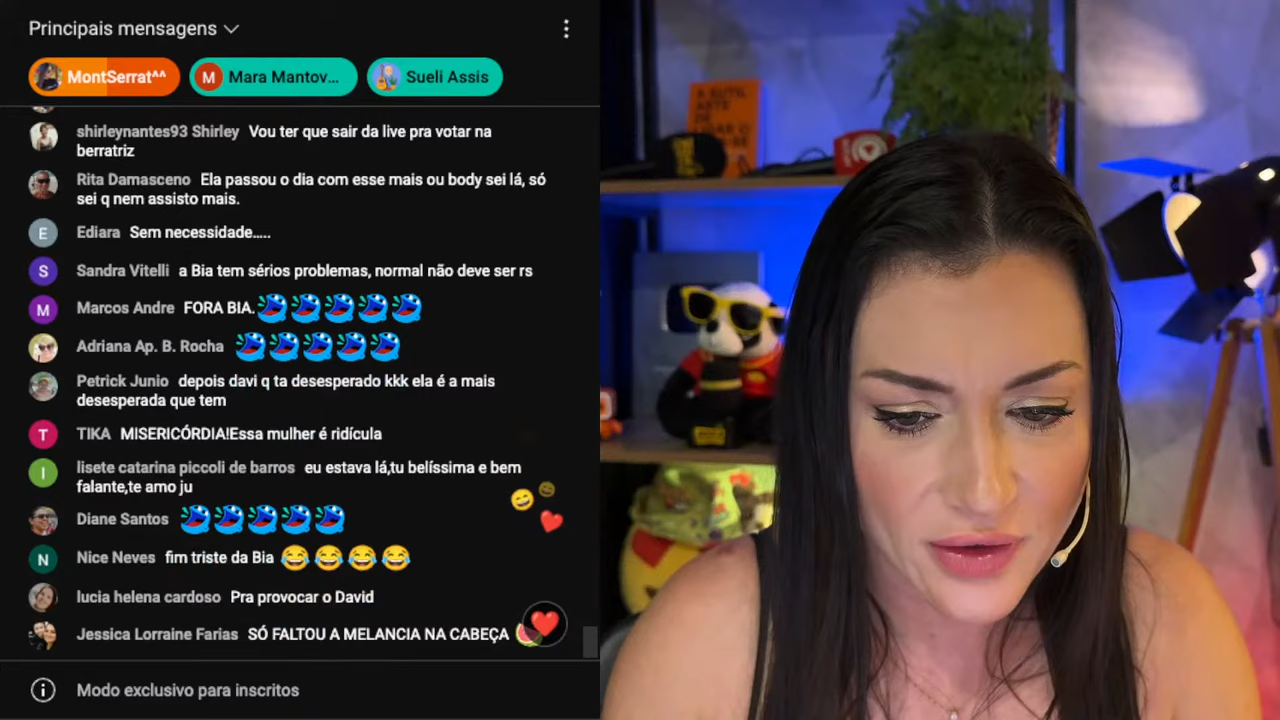 Principais mensagens
MontSerrat^^
Mara Mantov...
Sueli Assis
shirleynantes93 Shirley Vou ter que sair da live pra votar na
berratriz
Rita Damasceno Ela passou o dia com esse mais ou body sei lá, só
sei q nem assisto mais.
E Ediara Sem necessidade.....
S Sandra Vitelli a Bia tem sérios problemas, normal não deve ser rs
M Marcos Andre FORA BIA.
Adriana Ap. B. Rocha
Petrick Junio depois davi q ta desesperado kkk ela é a mais
desesperada que tem
T TIKA MISERICÓRDIA!Essa mulher é ridícula
l lisete catarina piccoli de barros eu estava lá,tu belíssima e bem
falante,te amo ju
Diane Santos
N Nice Neves fim triste da Bia
lucia helena cardoso Pra provocar o David
Jessica Lorraine Farias SÓ FALTOU A MELANCIA NA CABEÇA
Modo exclusivo para inscritos
M
A SUTIL
ARTE
DE